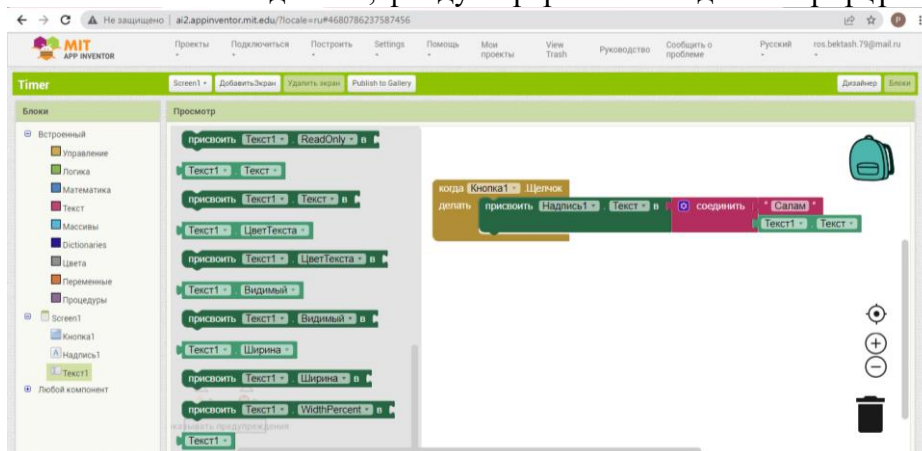 Не защищено | ai2.appinventor.mit.edu/?locale=ru#4680786237587456
MIT
APP INVENTOR
Проекты Подключиться Построить Settings Помощь Мои проекты View Trash Руководство Сообщить о проблеме Русский ros.bektash.79@mail.ru
Timer
Screen1 ДобавитьЭкран Удалить экран Publish to Gallery Дизайнер Блоки
Блоки
Просмотр
Встроенный
Управление
Логика
Математика
Текст
Массивы
Dictionaries
Цвета
Переменные
Процедуры
Screen1
Кнопка1
Надпись1
Текст1
Любой компонент
присвоить Текст1 . ReadOnly в
Текст1 . Текст
присвоить Текст1 . Текст в
Текст1 . ЦветТекста
присвоить Текст1 . ЦветТекста в
Текст1 . Видимый
присвоить Текст1 . Видимый в
Текст1 . Ширина
присвоить Текст1 . Ширина в
присвоить Текст1 . WidthPercent в
предупреждения
Текст1
когда Кнопка1 .Щелчок
делать присвоить Надпись1 . Текст в соединить " Салам "
Текст1 . Текст